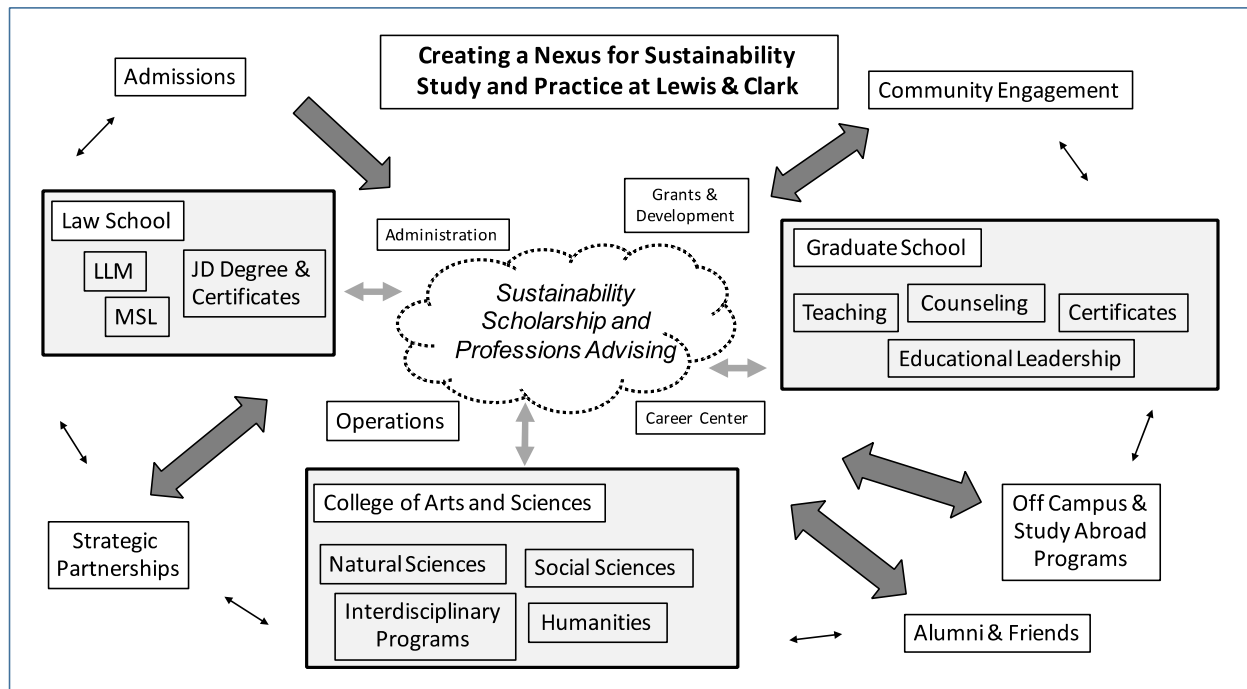 Creating a Nexus for Sustainability
Study and Practice at Lewis & Clark
Admissions
Community Engagement
Grants &
Development
Administration
Law School
LLM
MSL
JD Degree &
Certificates
Sustainability
Scholarship and
Professions Advising
Graduate School
Teaching
Counseling
Certificates
Educational Leadership
Operations
Career Center
College of Arts and Sciences
Natural Sciences
Social Sciences
Interdisciplinary
Programs
Humanities
Strategic
Partnerships
Off Campus &
Study Abroad
Programs
Alumni & Friends